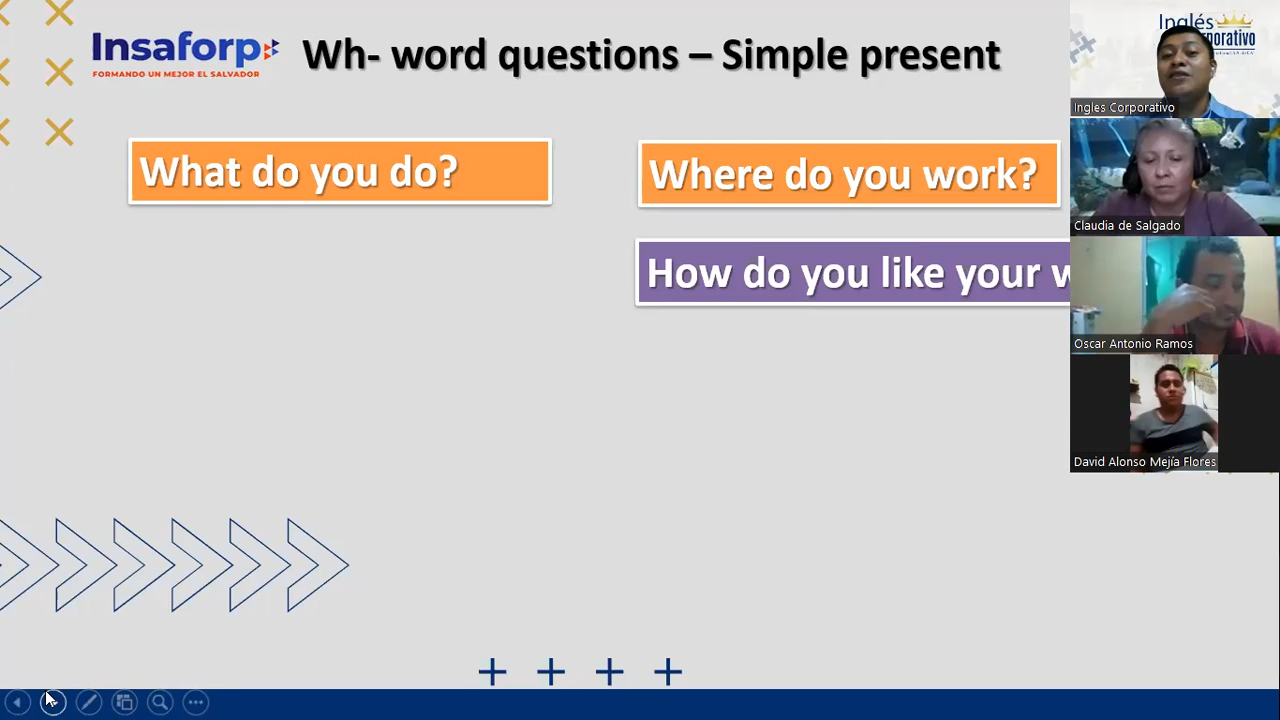 Insaforp
FORMANDO UN MEJOR EL SALVADOR
Wh- word questions – Simple present
What do you do?
Where do you work?
How do you like your w
Inglés
Ingles Corporativo
Claudia de Salgado
Oscar Antonio Ramos
David Alonso Mejía Flores